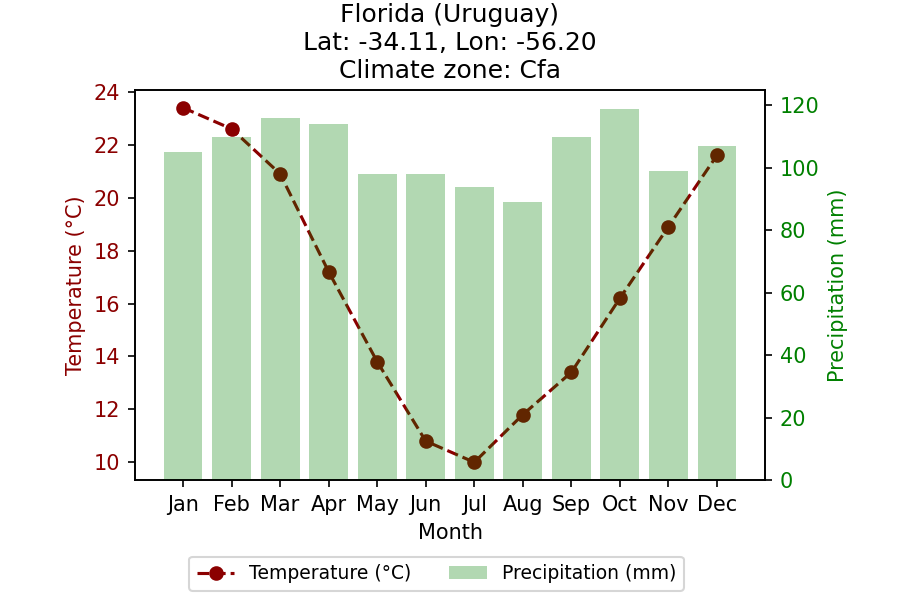 Florida (Uruguay)
Lat: -34.11, Lon: -56.20
Climate zone: Cfa
24
22
20
18
16
14
12
10
Temperature (°C)
120
100
80
60
40
20
0
Precipitation (mm)
Jan Feb Mar Apr May Jun Jul Aug Sep Oct Nov Dec
Month
Temperature (°C) Precipitation (mm)